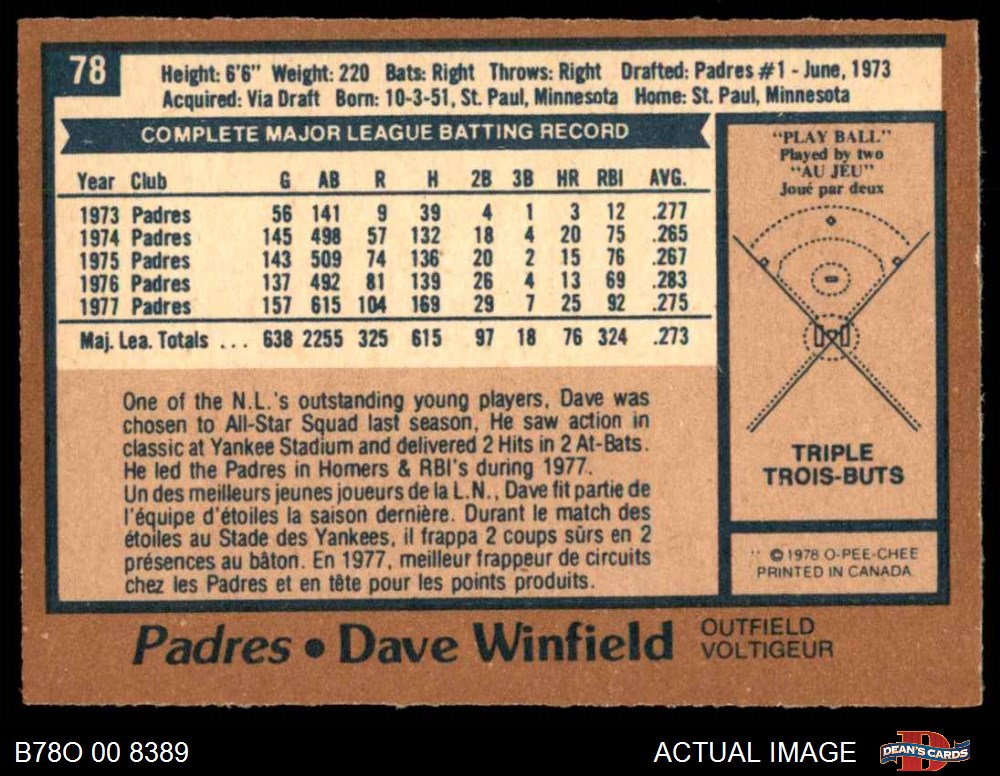 78
Height: 6'6" Weight: 220 Bats: Right Throws: Right Drafted: Padres #1 - June, 1973
Acquired: Via Draft Born: 10-3-51, St. Paul, Minnesota Home: St. Paul, Minnesota
COMPLETE MAJOR LEAGUE BATTING RECORD
Year Club G AB R H 2B 3B HR RBI AVG.
1973 Padres 56 141 9 39 4 1 3 12 .277
1974 Padres 145 498 57 132 18 4 20 75 .265
1975 Padres 143 509 74 136 20 2 15 76 .267
1976 Padres 137 492 81 139 26 4 13 69 .283
1977 Padres 157 615 104 169 29 7 25 92 .275
Maj. Lea. Totals ... 638 2255 325 615 97 18 76 324 .273
One of the N.L.'s outstanding young players, Dave was
chosen to All-Star Squad last season. He saw action in
classic at Yankee Stadium and delivered 2 Hits in 2 At-Bats.
He led the Padres in Homers & RBI's during 1977.
Un des meilleurs jeunes joueurs de la L.N., Dave fit partie de
l'équipe d'étoiles la saison dernière. Durant le match des
étoiles au Stade des Yankees, il frappa 2 coups sûrs en 2
présences au bâton. En 1977, meilleur frappeur de circuits
chez les Padres et en tête pour les points produits.
"PLAY BALL"
Played by two
"AU JEU"
Joué par deux
TRIPLE
TROIS-BUTS
© 1978 O-PEE-CHEE
PRINTED IN CANADA
Padres • Dave Winfield
OUTFIELD
VOLTIGEUR
B78O 00 8389
ACTUAL IMAGE
DEAN'S CARDS